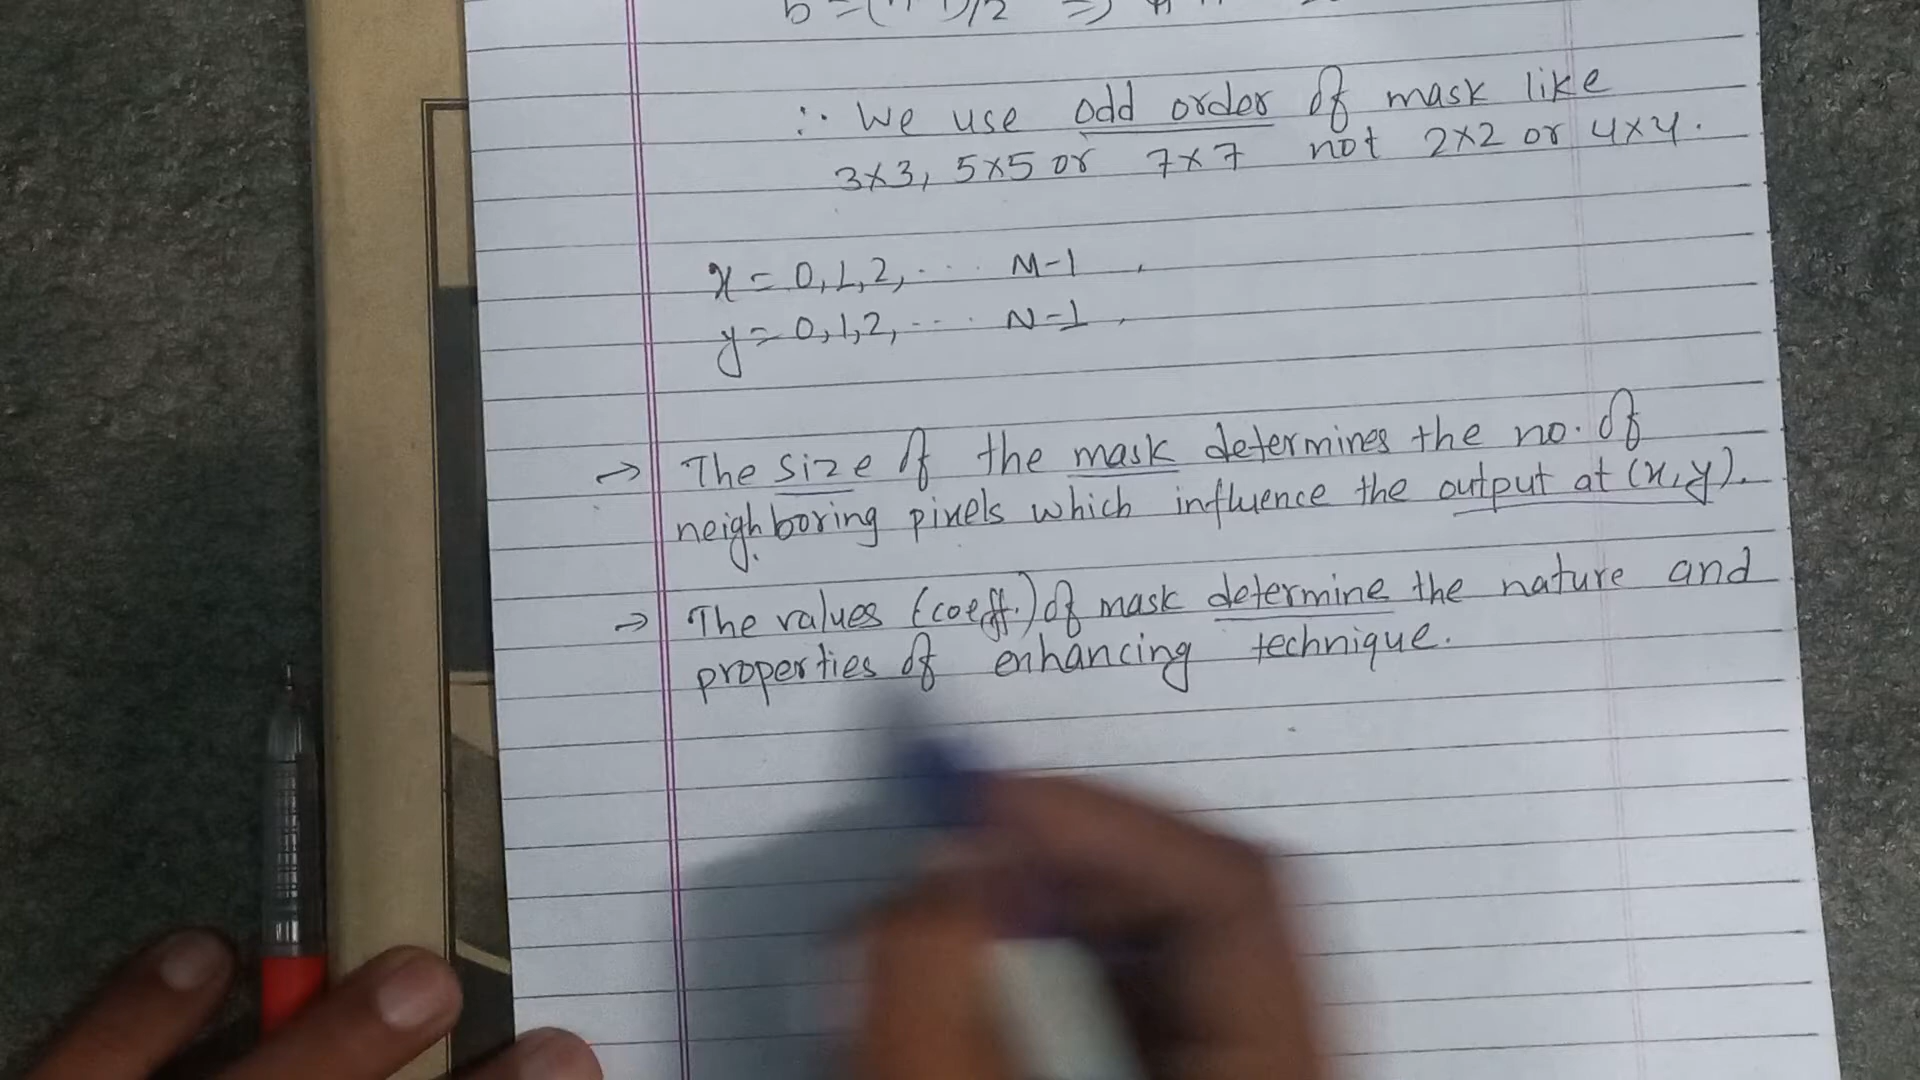 ∴ We use odd order of mask like
3×3, 5×5 or 7×7 not 2×2 or 4×4.
x = 0,1,2, .... M-1,
y = 0,1,2, .... N-1,
→ The size of the mask determines the no. of
neighboring pixels which influence the output at (x,y).
→ The values (coeff.) of mask determine the nature and
properties of enhancing technique.